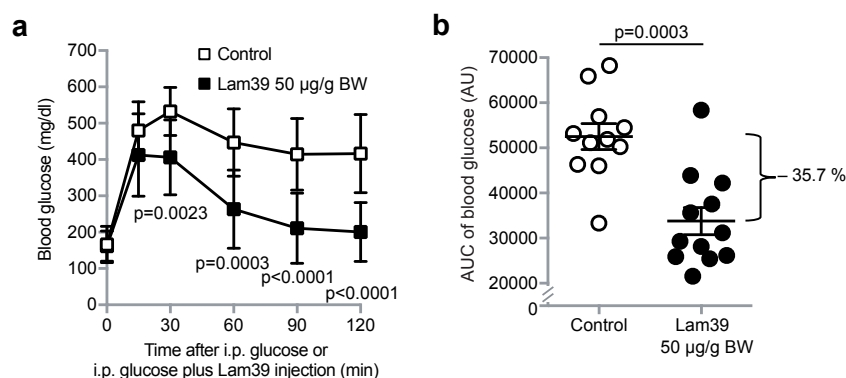 a
700
600
500
400
300
200
100
0
Blood glucose (mg/dl)
Control
Lam39 50 µg/g BW
p=0.0023
p=0.0003
p<0.0001
p<0.0001
0
30
60
90
120
Time after i.p. glucose or
i.p. glucose plus Lam39 injection (min)
b
p=0.0003
70000
60000
50000
40000
30000
20000
0
AUC of blood glucose (AU)
– 35.7 %
Control
Lam39
50 µg/g BW